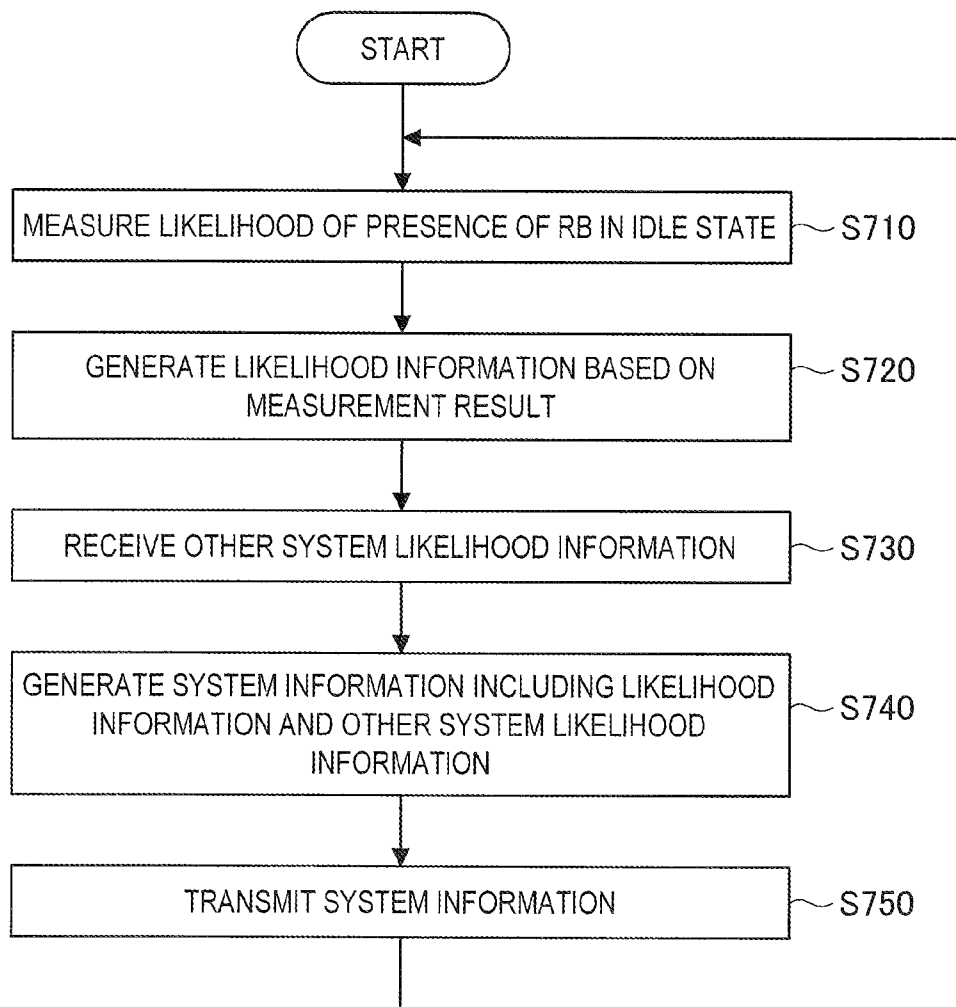 START
MEASURE LIKELIHOOD OF PRESENCE OF RB IN IDLE STATE
S710
GENERATE LIKELIHOOD INFORMATION BASED ON
MEASUREMENT RESULT
S720
RECEIVE OTHER SYSTEM LIKELIHOOD INFORMATION
S730
GENERATE SYSTEM INFORMATION INCLUDING LIKELIHOOD
INFORMATION AND OTHER SYSTEM LIKELIHOOD
INFORMATION
S740
TRANSMIT SYSTEM INFORMATION
S750